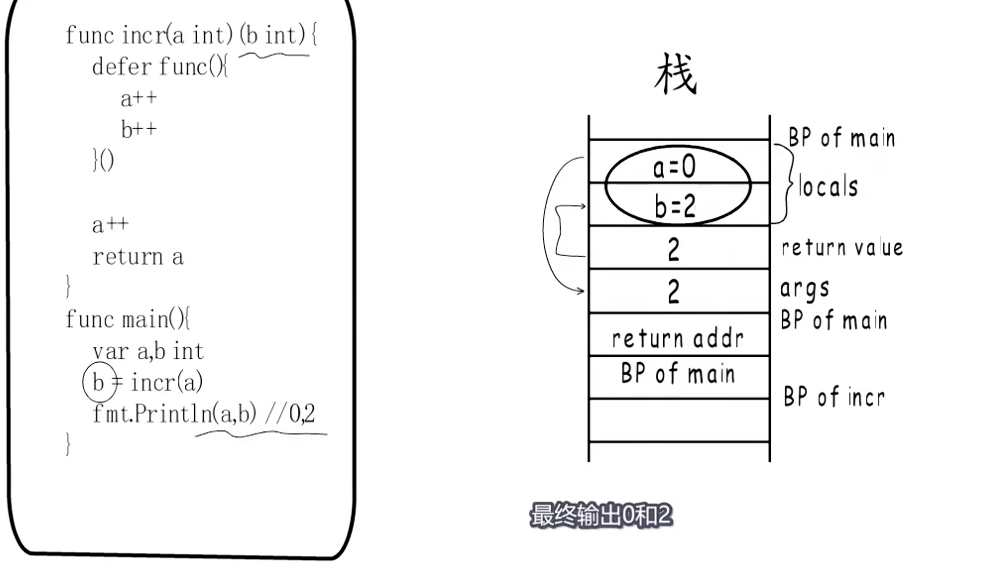 func incr(a int)(b int){
defer func(){
a++
b++
}()
a++
return a
}
func main(){
var a,b int
b = incr(a)
fmt.Println(a,b) //0,2
}
栈
BP of main
a=0
locals
b=2
2
return value
2
args
BP of main
return addr
BP of main
BP of incr
最终输出0和2